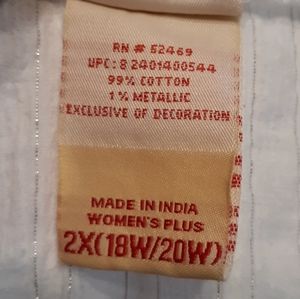 RN # 52469
UPC: 8 2401400544
99% COTTON
1% METALLIC
EXCLUSIVE OF DECORATION
MADE IN INDIA
WOMEN'S PLUS
2X(18W/20W)